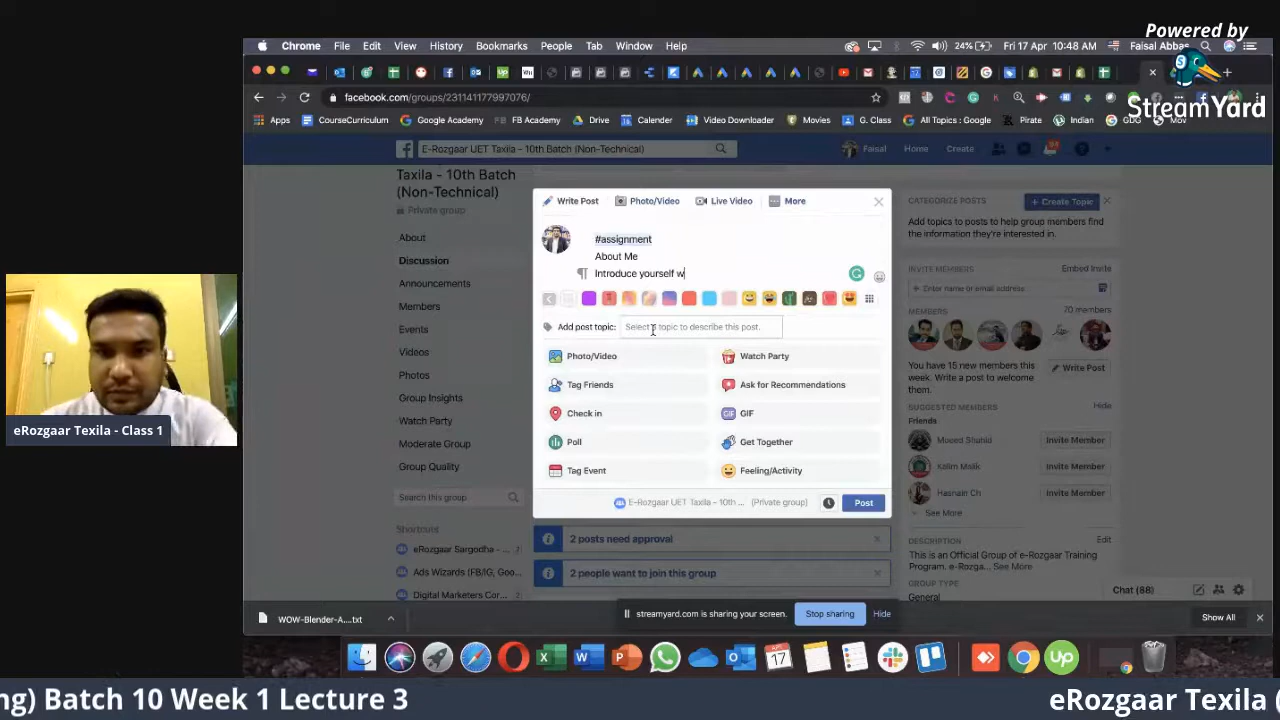 Powered by
StreamYard
Chrome File Edit View History Bookmarks People Tab Window Help
24% Fri 17 Apr 10:48 AM Faisal Abbas
facebook.com/groups/231141177997076/
Apps CourseCurriculum Google Academy FB Academy Drive Calendar Video Downloader Movies G. Class All Topics : Google Pirate Indian GDG Mov
E-Rozgaar UET Taxila - 10th Batch (Non-Technical)
Faisal Home Create
Taxila - 10th Batch
(Non-Technical)
Private group
About
Discussion
Announcements
Members
Events
Videos
Photos
Group Insights
Watch Party
Moderate Group
Group Quality
Search this group
Shortcuts
eRozgaar Sargodha - ...
Ads Wizards (FB/IG, Goo...
Digital Marketers Cor...
Write Post Photo/Video Live Video More
#assignment
About Me
Introduce yourself w
Add post topic: Select a topic to describe this post.
Photo/Video Watch Party
Tag Friends Ask for Recommendations
Check in GIF
Poll Get Together
Tag Event Feeling/Activity
E-Rozgaar UET Taxila - 10th ... (Private group) Post
2 posts need approval
2 people want to join this group
CATEGORIZE POSTS + Create Topic
Add topics to posts to help group members find
the information they're interested in.
INVITE MEMBERS Embed Invite
+ Enter name or email address
MEMBERS 70 members
You have 15 new members this
week. Write a post to welcome
them.
Write Post
SUGGESTED MEMBERS Hide
Friends
Moeed Shahid Invite Member
Kalim Malik Invite Member
Hasnain Ch Invite Member
See More
DESCRIPTION Edit
This is an Official Group of e-Rozgaar Training
Program. e-Rozga... See More
GROUP TYPE
General
Chat (88)
streamyard.com is sharing your screen. Stop sharing Hide
WOW-Blender-A....txt
Show All
eRozgaar Texila - Class 1
ng) Batch 10 Week 1 Lecture 3
eRozgaar Texila (